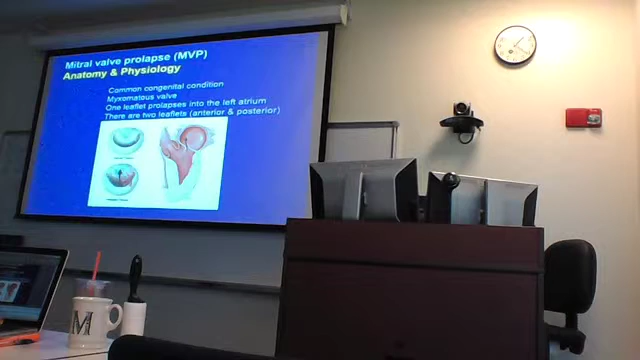 Mitral valve prolapse (MVP)
Anatomy & Physiology
Common congenital condition
Myxomatous valve
One leaflet prolapses into the left atrium
There are two leaflets (anterior & posterior)
M